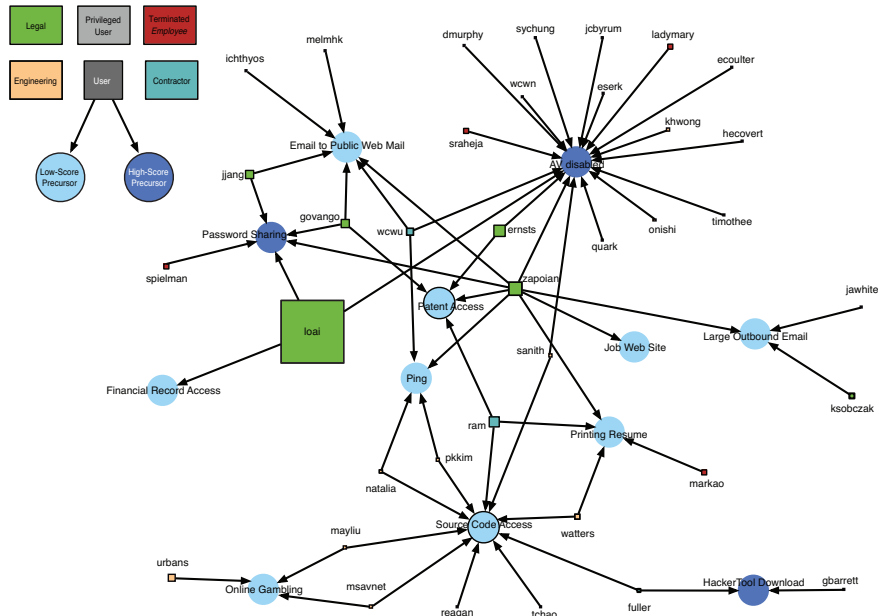 Legal
Privileged
User
Terminated
Employee
Engineering
User
Contractor
Low-Score
Precursor
High-Score
Precursor
ichthyos
melmhk
dmurphy
sychung
jcbyrum
ladymary
wcwn
eserk
ecoulter
khwong
sraheja
hecovert
Email to Public Web Mail
AV disabled
jjang
govango
wcwu
ernsts
timothee
onishi
quark
Password Sharing
spielman
zapoian
jawhite
Patent Access
loai
sanith
Job Web Site
Large Outbound Email
Financial Record Access
Ping
ksobczak
ram
Printing Resume
pkkim
natalia
markao
Source Code Access
watters
mayliu
urbans
Online Gambling
msavnet
HackerTool Download
gbarrett
reagan
tchao
fuller